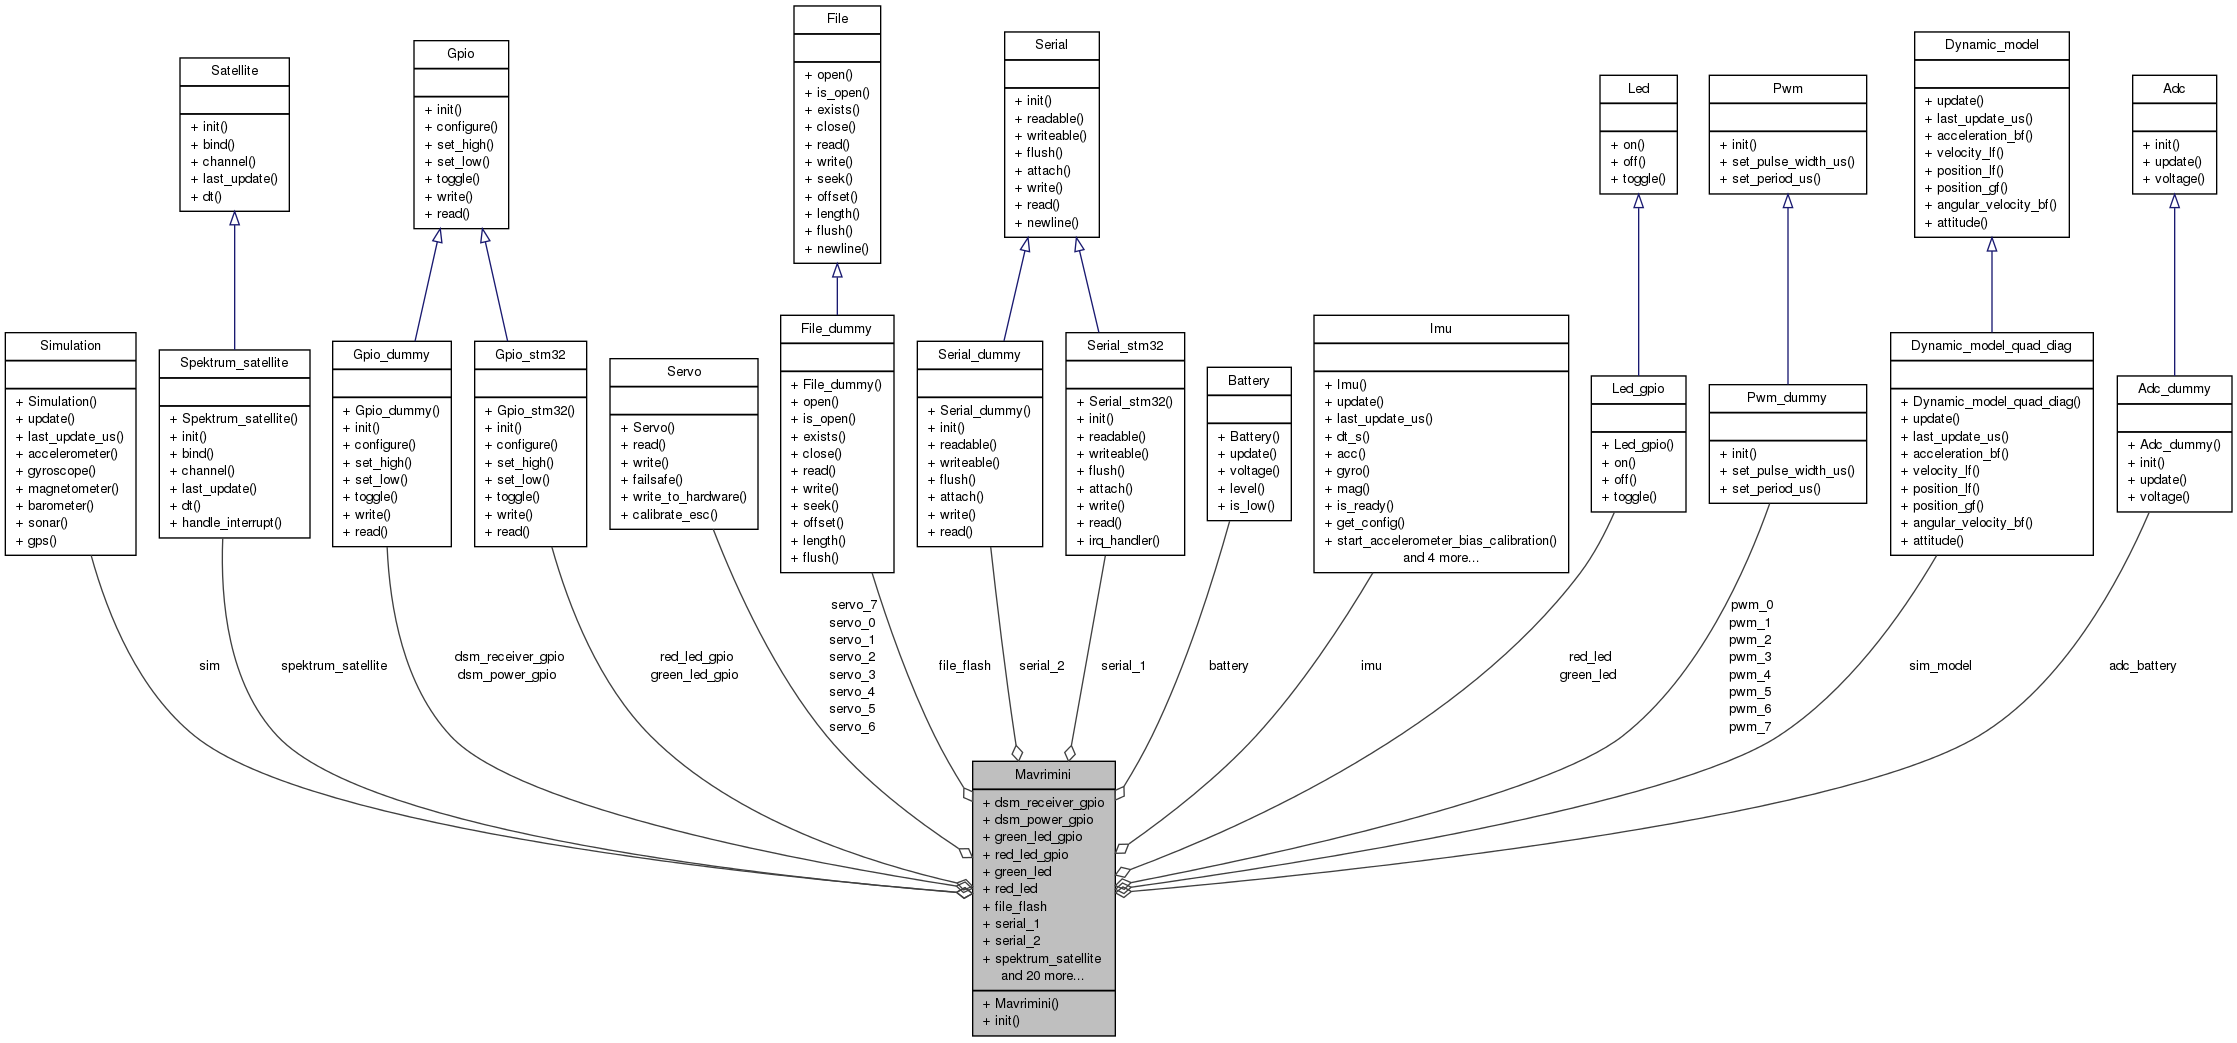 File
+ open()
+ is_open()
+ exists()
+ close()
+ read()
+ write()
+ seek()
+ offset()
+ length()
+ flush()
+ newline()
Serial
+ init()
+ readable()
+ writeable()
+ flush()
+ attach()
+ write()
+ read()
+ newline()
Dynamic_model
+ update()
+ last_update_us()
+ acceleration_bf()
+ velocity_lf()
+ position_lf()
+ position_gf()
+ angular_velocity_bf()
+ attitude()
Gpio
+ init()
+ configure()
+ set_high()
+ set_low()
+ toggle()
+ write()
+ read()
Satellite
+ init()
+ bind()
+ channel()
+ last_update()
+ dt()
Led
+ on()
+ off()
+ toggle()
Pwm
+ init()
+ set_pulse_width_us()
+ set_period_us()
Adc
+ init()
+ update()
+ voltage()
Simulation
+ Simulation()
+ update()
+ last_update_us()
+ accelerometer()
+ gyroscope()
+ magnetometer()
+ barometer()
+ sonar()
+ gps()
Spektrum_satellite
+ Spektrum_satellite()
+ init()
+ bind()
+ channel()
+ last_update()
+ dt()
+ handle_interrupt()
Gpio_dummy
+ Gpio_dummy()
+ init()
+ configure()
+ set_high()
+ set_low()
+ toggle()
+ write()
+ read()
Gpio_stm32
+ Gpio_stm32()
+ init()
+ configure()
+ set_high()
+ set_low()
+ toggle()
+ write()
+ read()
Servo
+ Servo()
+ read()
+ write()
+ failsafe()
+ write_to_hardware()
+ calibrate_esc()
File_dummy
+ File_dummy()
+ open()
+ is_open()
+ exists()
+ close()
+ read()
+ write()
+ seek()
+ offset()
+ length()
+ flush()
Serial_dummy
+ Serial_dummy()
+ init()
+ readable()
+ writeable()
+ flush()
+ attach()
+ write()
+ read()
Serial_stm32
+ Serial_stm32()
+ init()
+ readable()
+ writeable()
+ flush()
+ attach()
+ write()
+ read()
+ irq_handler()
Battery
+ Battery()
+ update()
+ voltage()
+ level()
+ is_low()
Imu
+ Imu()
+ update()
+ last_update_us()
+ dt_s()
+ acc()
+ gyro()
+ mag()
+ is_ready()
+ get_config()
+ start_accelerometer_bias_calibration()
and 4 more...
Led_gpio
+ Led_gpio()
+ on()
+ off()
+ toggle()
Pwm_dummy
+ init()
+ set_pulse_width_us()
+ set_period_us()
Dynamic_model_quad_diag
+ Dynamic_model_quad_diag()
+ update()
+ last_update_us()
+ acceleration_bf()
+ velocity_lf()
+ position_lf()
+ position_gf()
+ angular_velocity_bf()
+ attitude()
Adc_dummy
+ Adc_dummy()
+ init()
+ update()
+ voltage()
sim
spektrum_satellite
dsm_receiver_gpio
dsm_power_gpio
red_led_gpio
green_led_gpio
servo_7
servo_0
servo_1
servo_2
servo_3
servo_4
servo_5
servo_6
file_flash
serial_2
serial_1
battery
imu
red_led
green_led
pwm_0
pwm_1
pwm_2
pwm_3
pwm_4
pwm_5
pwm_6
pwm_7
sim_model
adc_battery
Mavrimini
+ dsm_receiver_gpio
+ dsm_power_gpio
+ green_led_gpio
+ red_led_gpio
+ green_led
+ red_led
+ file_flash
+ serial_1
+ serial_2
+ spektrum_satellite
and 20 more...
+ Mavrimini()
+ init()